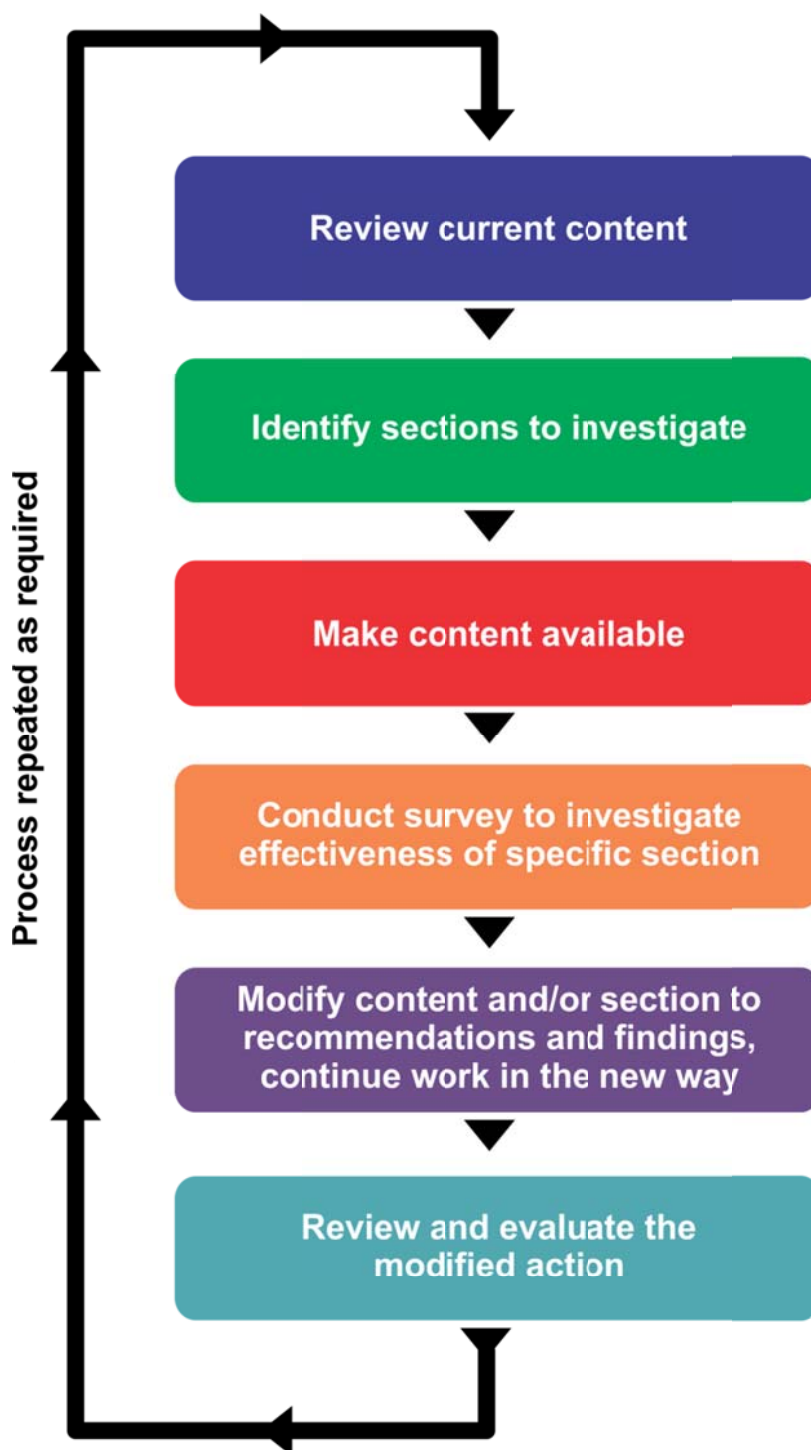 Review current content
Identify sections to investigate
Make content available
Conduct survey to investigate
effectiveness of specific section
Modify content and/or section to
recommendations and findings,
continue work in the new way
Review and evaluate the
modified action
Process repeated as required